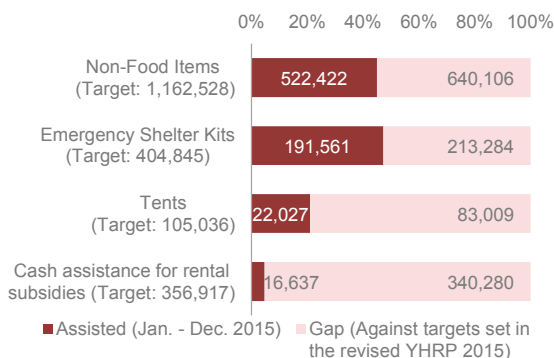 0% 20% 40% 60% 80% 100%
Non-Food Items
(Target: 1,162,528)
522,422 640,106
Emergency Shelter Kits
(Target: 404,845)
191,561 213,284
Tents
(Target: 105,036)
22,027 83,009
Cash assistance for rental
subsidies (Target: 356,917)
16,637 340,280
Assisted (Jan. - Dec. 2015)
Gap (Against targets set in
the revised YHRP 2015)